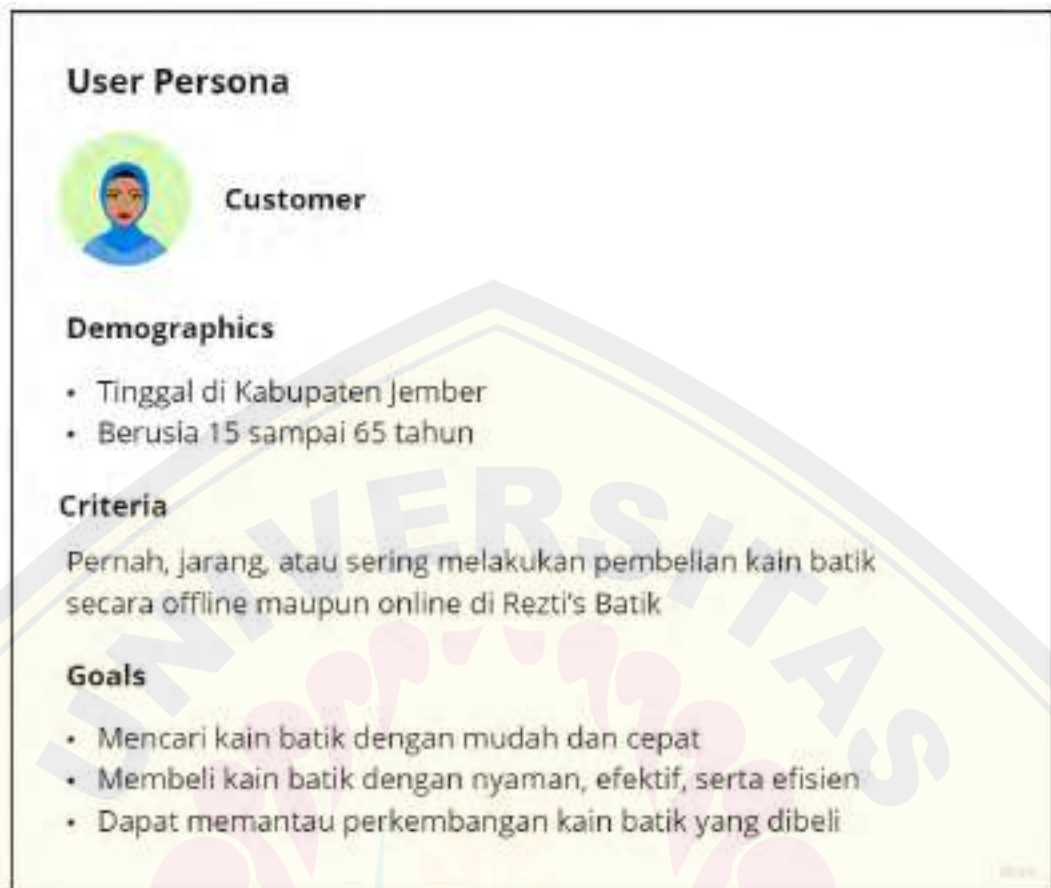 User Persona
Customer
Demographics
• Tinggal di Kabupaten Jember
• Berusia 15 sampai 65 tahun
Criteria
Pernah, jarang, atau sering melakukan pembelian kain batik
secara offline maupun online di Rezti's Batik
Goals
• Mencari kain batik dengan mudah dan cepat
• Membeli kain batik dengan nyaman, efektif, serta efisien
• Dapat memantau perkembangan kain batik yang dibeli
UNIVERSITAS